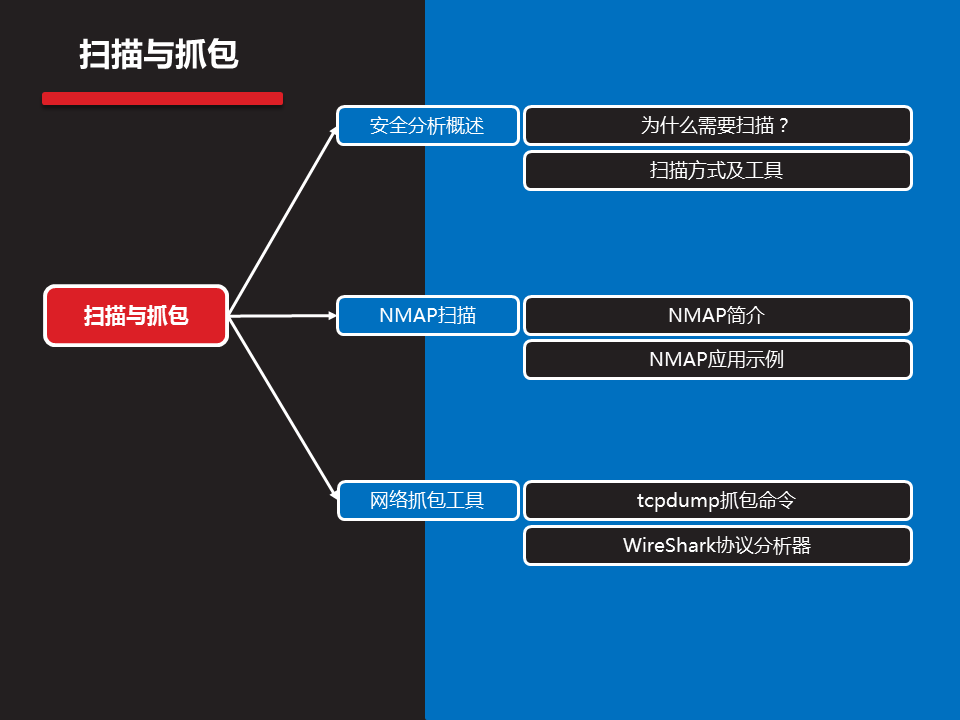 扫描与抓包
扫描与抓包
安全分析概述
为什么需要扫描？
扫描方式及工具
NMAP扫描
NMAP简介
NMAP应用示例
网络抓包工具
tcpdump抓包命令
WireShark协议分析器